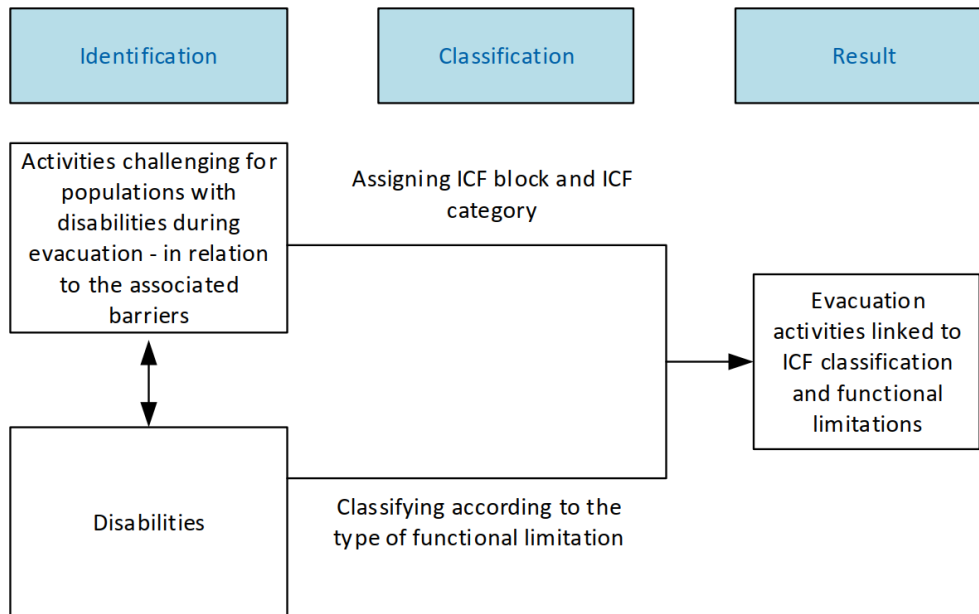 Identification
Classification
Result
Activities challenging for
populations with
disabilities during
evacuation - in relation
to the associated
barriers
Assigning ICF block and ICF
category
Evacuation
activities linked to
ICF classification
and functional
limitations
Disabilities
Classifying according to the
type of functional limitation